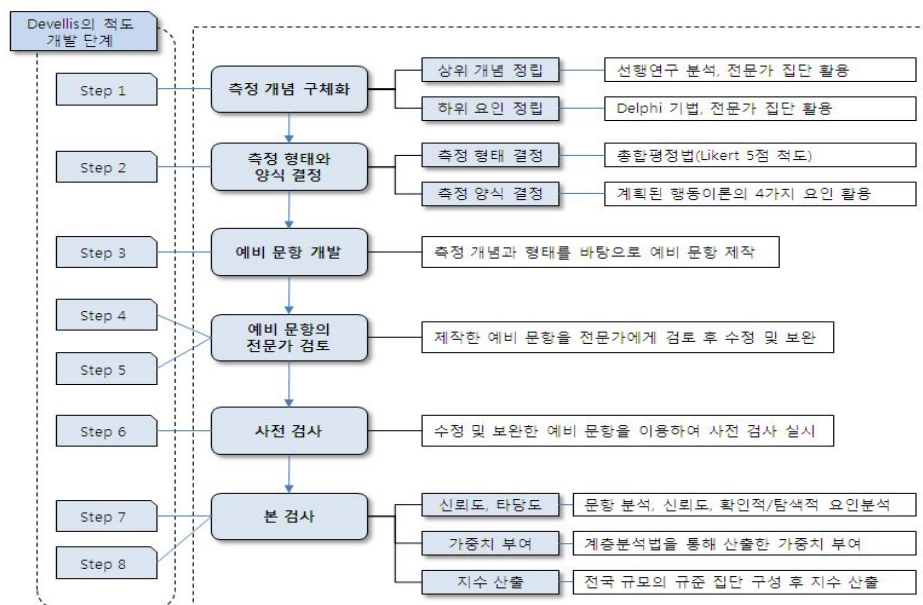 Devellis의 척도
개발 단계
Step 1
측정 개념 구체화
상위 개념 정립
선행연구 분석, 전문가 집단 활용
하위 요인 정립
Delphi 기법, 전문가 집단 활용
Step 2
측정 형태와
양식 결정
측정 형태 결정
총합평정법(Likert 5점 척도)
측정 양식 결정
계획된 행동이론의 4가지 요인 활용
Step 3
예비 문항 개발
측정 개념과 형태를 바탕으로 예비 문항 제작
Step 4
Step 5
예비 문항의
전문가 검토
제작한 예비 문항을 전문가에게 검토 후 수정 및 보완
Step 6
사전 검사
수정 및 보완한 예비 문항을 이용하여 사전 검사 실시
Step 7
Step 8
본 검사
신뢰도, 타당도
문항 분석, 신뢰도, 확인적/탐색적 요인분석
가중치 부여
계층분석법을 통해 산출한 가중치 부여
지수 산출
전국 규모의 규준 집단 구성 후 지수 산출